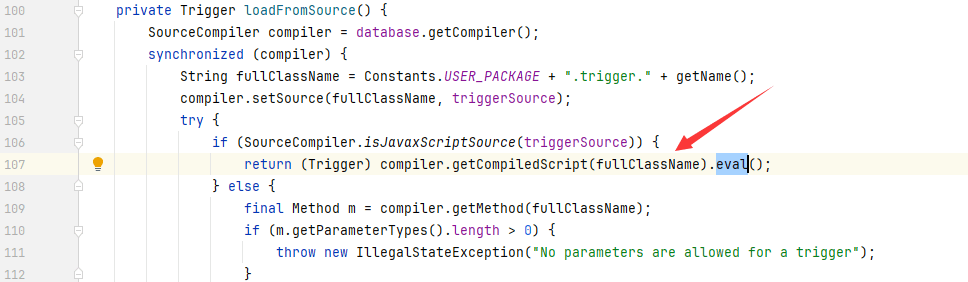 100 private Trigger loadFromSource() {
101 SourceCompiler compiler = database.getCompiler();
102 synchronized (compiler) {
103 String fullClassName = Constants.USER_PACKAGE + ".trigger." + getName();
104 compiler.setSource(fullClassName, triggerSource);
105 try {
106 if (SourceCompiler.isJavaxScriptSource(triggerSource)) {
107 return (Trigger) compiler.getCompiledScript(fullClassName).eval();
108 } else {
109 final Method m = compiler.getMethod(fullClassName);
110 if (m.getParameterTypes().length > 0) {
111 throw new IllegalStateException("No parameters are allowed for a trigger");
112 }